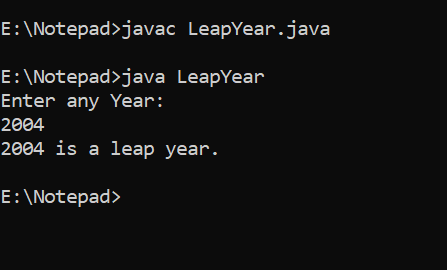 E:\Notepad>javac LeapYear.java
E:\Notepad>java LeapYear
Enter any Year:
2004
2004 is a leap year.
E:\Notepad>